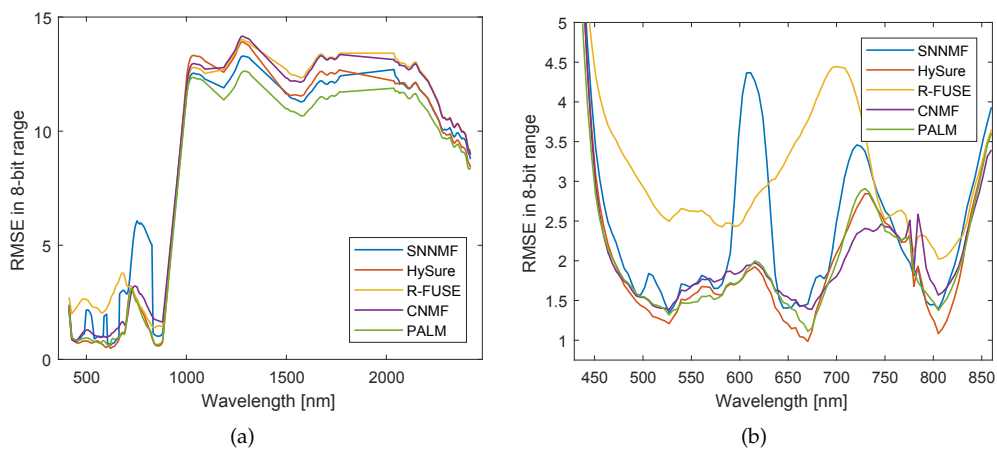 15
10
5
0
RMSE in 8-bit range
500
1000
1500
2000
Wavelength [nm]
SNNMF
HySure
R-FUSE
CNMF
PALM
(a)
5
4.5
4
3.5
3
2.5
2
1.5
1
RMSE in 8-bit range
450
500
550
600
650
700
750
800
850
Wavelength [nm]
SNNMF
HySure
R-FUSE
CNMF
PALM
(b)